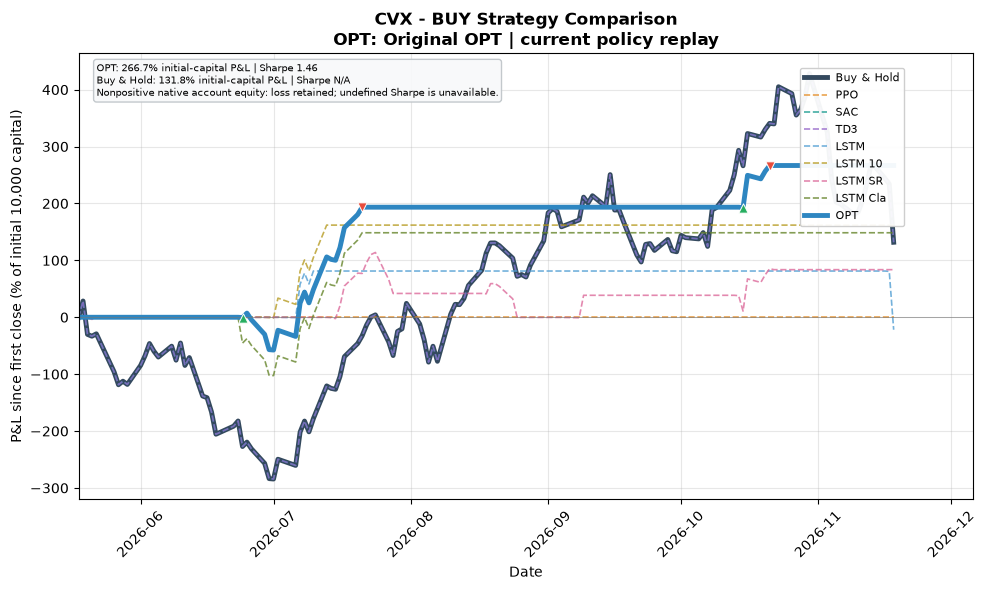 CVX - BUY Strategy Comparison
OPT: Original OPT | current policy replay
OPT: 266.7% initial-capital P&L | Sharpe 1.46
Buy & Hold: 131.8% initial-capital P&L | Sharpe N/A
Nonpositive native account equity: loss retained; undefined Sharpe is unavailable.
Buy & Hold
PPO
SAC
TD3
LSTM
LSTM 10
LSTM SR
LSTM Cla
OPT
P&L since first close (% of initial 10,000 capital)
400
300
200
100
0
−100
−200
−300
2026-06
2026-07
2026-08
2026-09
2026-10
2026-11
2026-12
Date